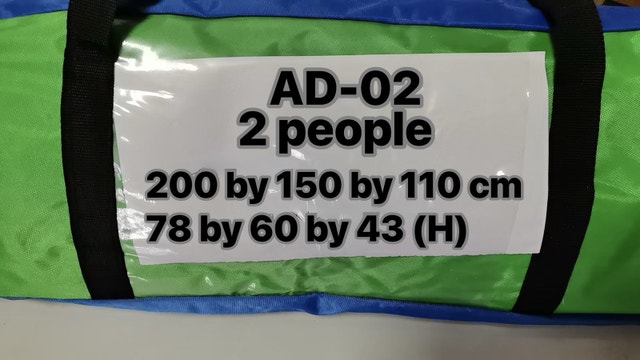 AD-02
2 people
200 by 150 by 110 cm
78 by 60 by 43 (H)